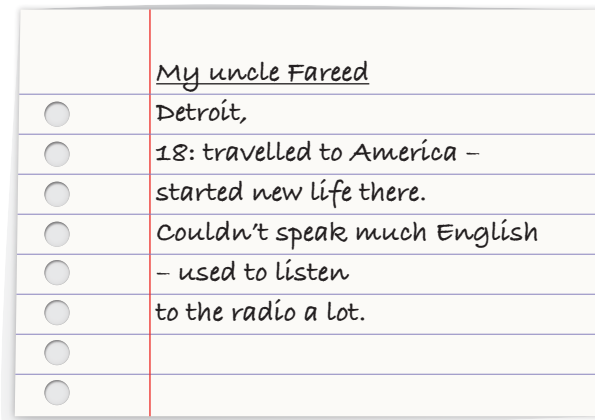 My uncle Fareed
Detroit,
18: travelled to America –
started new life there.
Couldn't speak much English
– used to listen
to the radio a lot.